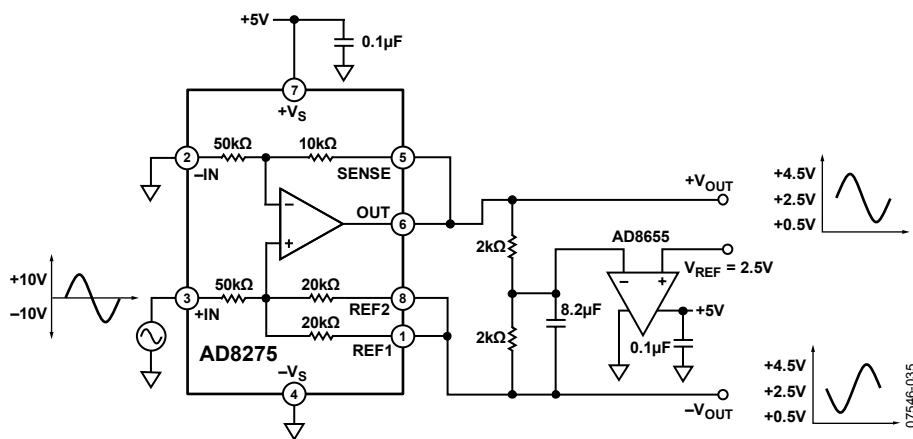 +5V
0.1µF
7
+VS
50kΩ
10kΩ
2
5
–IN
SENSE
OUT
6
–
+
+10V
–10V
50kΩ
20kΩ
3
8
+IN
REF2
20kΩ
1
REF1
AD8275
–VS
4
+VOUT
2kΩ
AD8655
VREF = 2.5V
–
+
8.2µF
+5V
2kΩ
0.1µF
–VOUT
+4.5V
+2.5V
+0.5V
+4.5V
+2.5V
+0.5V
07546-035